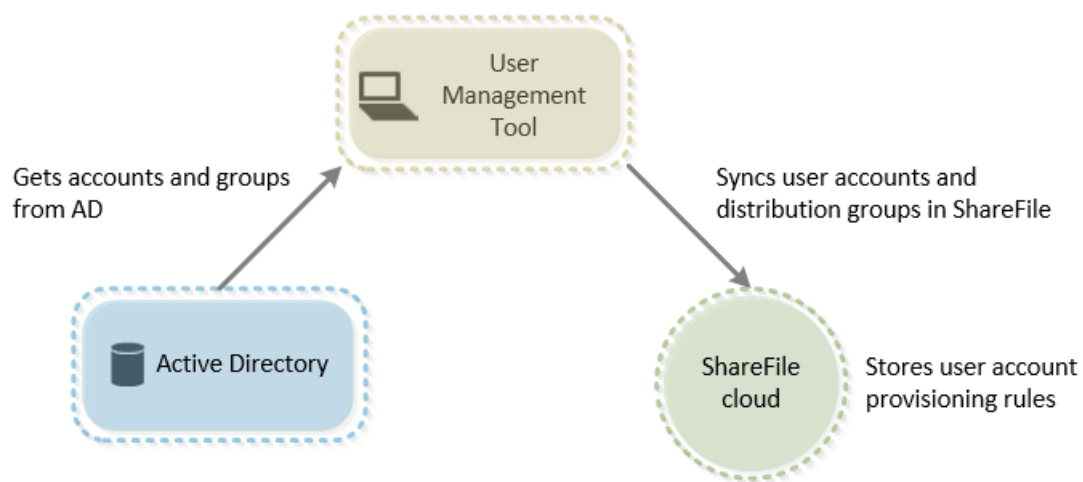 User
Management
Tool
Gets accounts and groups
from AD
Syncs user accounts and
distribution groups in ShareFile
Active Directory
ShareFile
cloud
Stores user account
provisioning rules